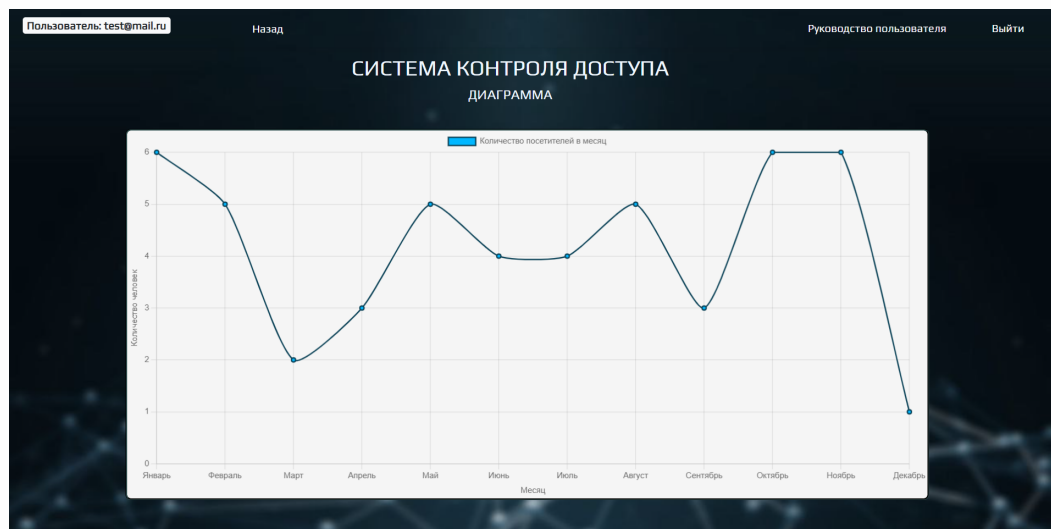 Пользователь: test@mail.ru
Назад
Руководство пользователя
Выйти
СИСТЕМА КОНТРОЛЯ ДОСТУПА
ДИАГРАММА
Количество посетителей в месяц
Количество человек
6
5
4
3
2
1
0
Январь Февраль Март Апрель Май Июнь Июль Август Сентябрь Октябрь Ноябрь Декабрь
Месяц